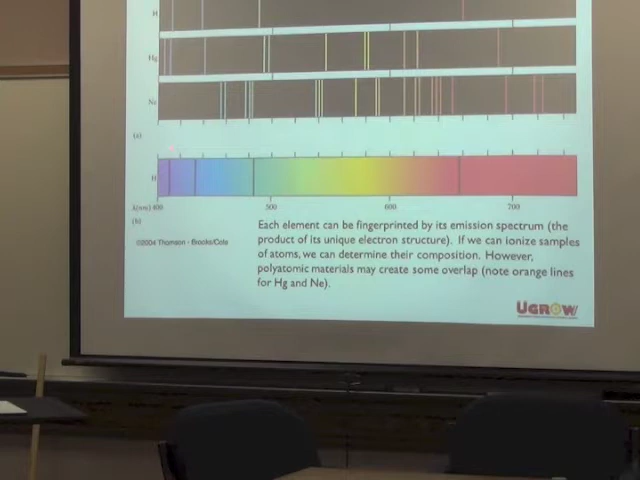 H
Hg
Ne
(a)
H
λ(nm) 400 500 600 700
(b)
©2004 Thomson - Brooks/Cole
Each element can be fingerprinted by its emission spectrum (the
product of its unique electron structure). If we can ionize samples
of atoms, we can determine their composition. However,
polyatomic materials may create some overlap (note orange lines
for Hg and Ne).
UGROW